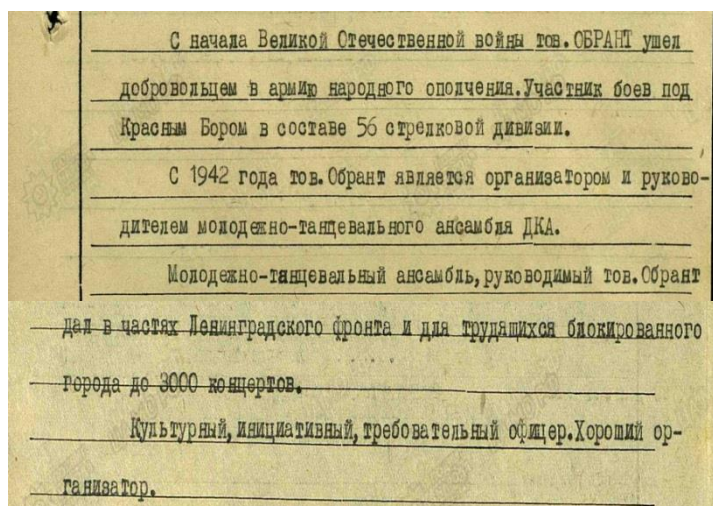 С начала Великой Отечественной войны тов. ОБРАНТ ушел
добровольцем в армию народного ополчения. Участник боев под
Красным Бором в составе 56 стрелковой дивизии.
С 1942 года тов. Обрант является организатором и руково-
дителем молодежно-танцевального ансамбля ДКА.
Молодежно-танцевальный ансамбль, руководимый тов. Обрант
дал в частях Ленинградского фронта и для трудящихся блокированного
города до 3000 концертов.
Культурный, инициативный, требовательный офицер. Хороший ор-
ганизатор.